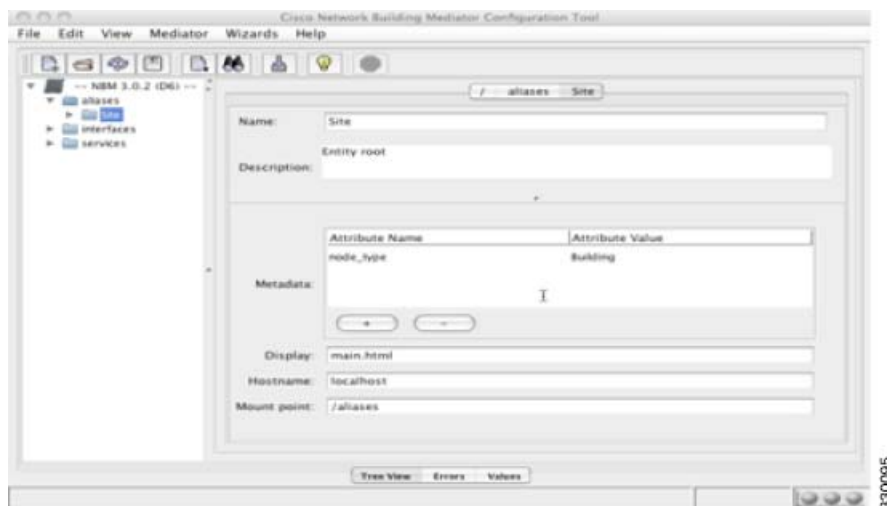 Cisco Network Building Mediator Configuration Tool
File Edit View Mediator Wizards Help
-- NBM 3.0.2 (D6) --
aliases
Site
interfaces
services
/ aliases Site
Name: Site
Description: Entity root
Attribute Name Attribute Value
node_type Building
Metadata:
+ -
Display: main.html
Hostname: localhost
Mount point: /aliases
Tree View Errors Values